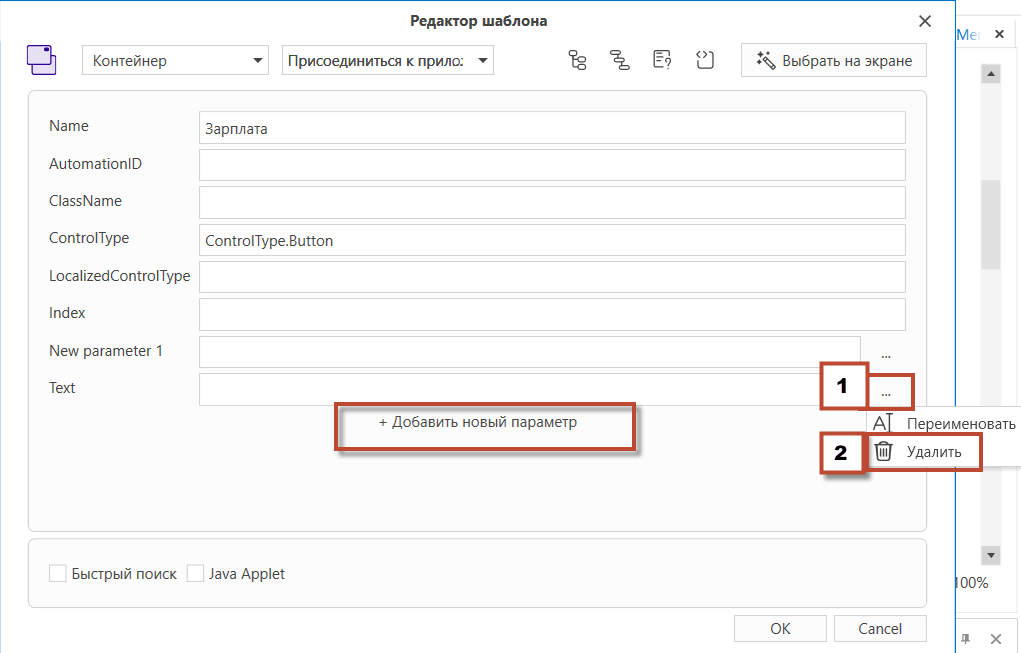 Редактор шаблона
Ме
Контейнер
Присоединиться к прило:
Выбрать на экране
Name
Зарплата
AutomationID
ClassName
ControlType
ControlType.Button
LocalizedControlType
Index
New parameter 1
...
Text
1
...
+ Добавить новый параметр
Переименовать
2
Удалить
Быстрый поиск
Java Applet
100%
OK
Cancel